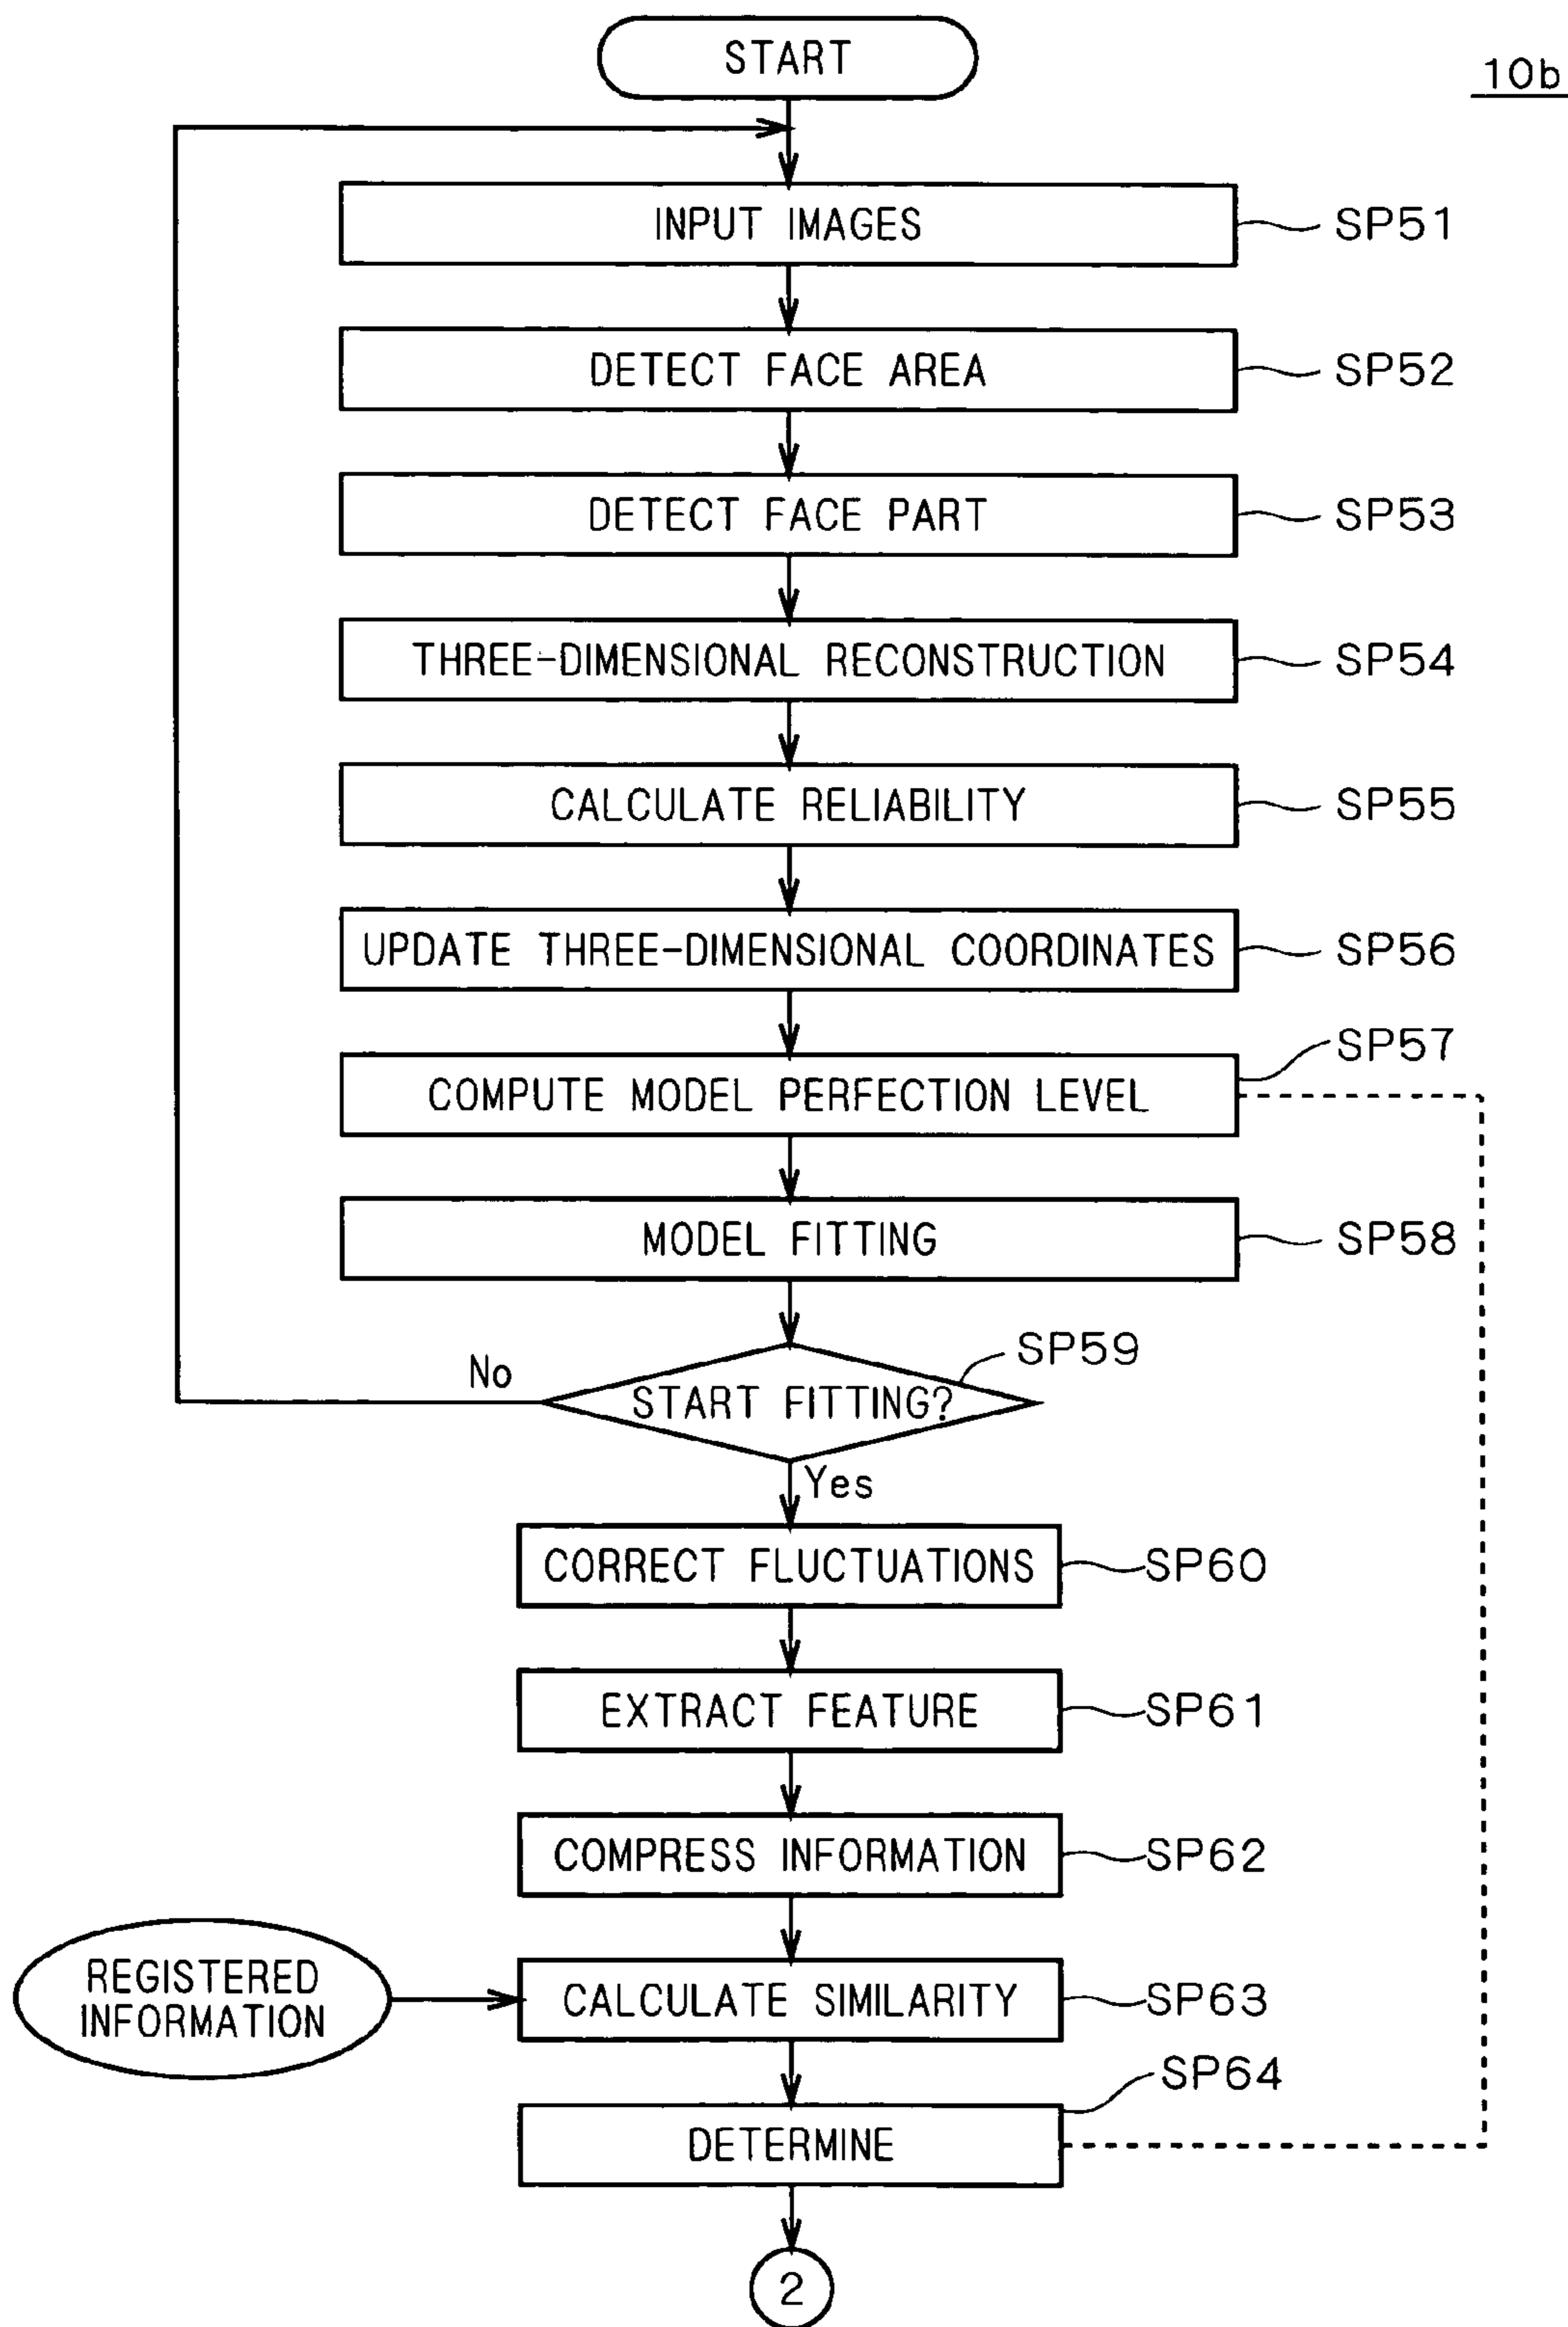 START
10b
INPUT IMAGES
SP51
DETECT FACE AREA
SP52
DETECT FACE PART
SP53
THREE-DIMENSIONAL RECONSTRUCTION
SP54
CALCULATE RELIABILITY
SP55
UPDATE THREE-DIMENSIONAL COORDINATES
SP56
COMPUTE MODEL PERFECTION LEVEL
SP57
MODEL FITTING
SP58
START FITTING?
SP59
No
Yes
CORRECT FLUCTUATIONS
SP60
EXTRACT FEATURE
SP61
COMPRESS INFORMATION
SP62
REGISTERED
INFORMATION
CALCULATE SIMILARITY
SP63
DETERMINE
SP64
2